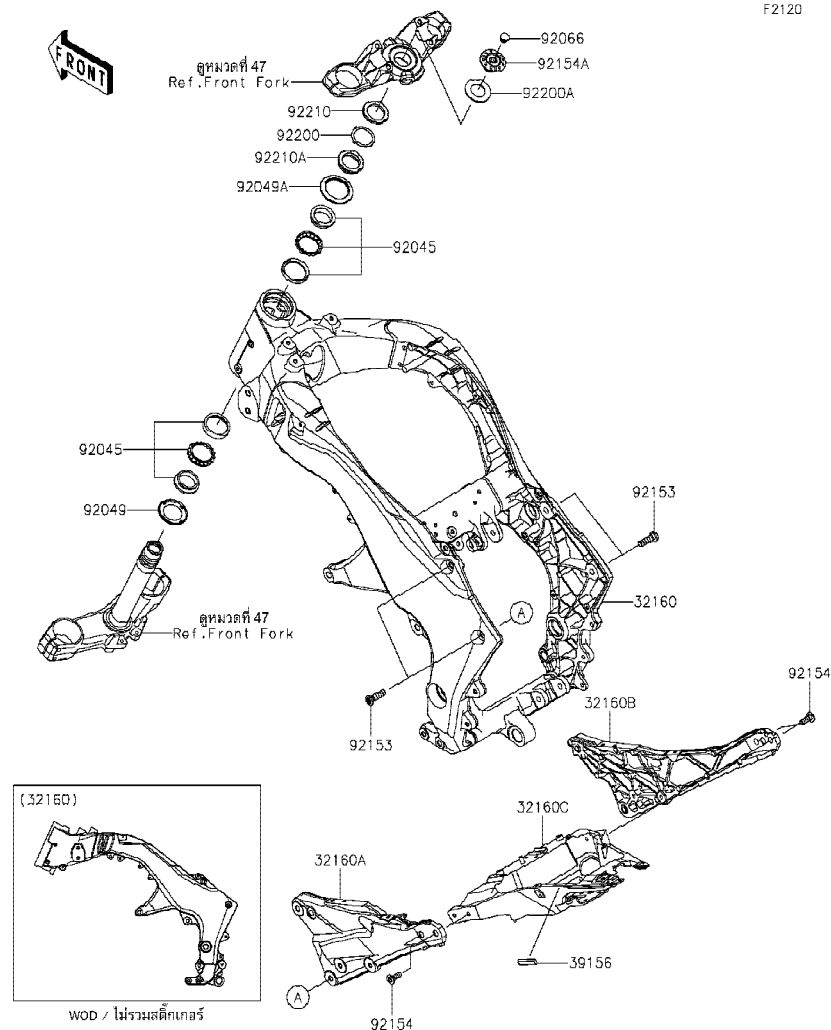 F2120
FRONT
ดูหมวดที่ 47
Ref.Front Fork
92066
92154A
92200A
92210
92200
92210A
92049A
92045
92045
92049
92153
32160
A
ดูหมวดที่ 47
Ref.Front Fork
92153
92154
32160B
(32160)
32160C
32160A
39156
A
92154
WOD / ไม่รวมสติ๊กเกอร์